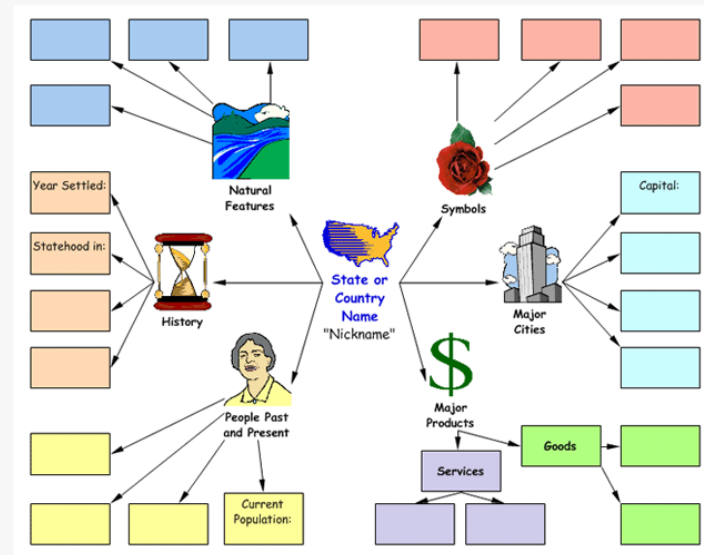 Natural
Features
Symbols
Year Settled:
Statehood in:
History
State or
Country
Name
"Nickname"
Capital:
Major
Cities
People Past
and Present
Current
Population:
Major
Products
Services
Goods